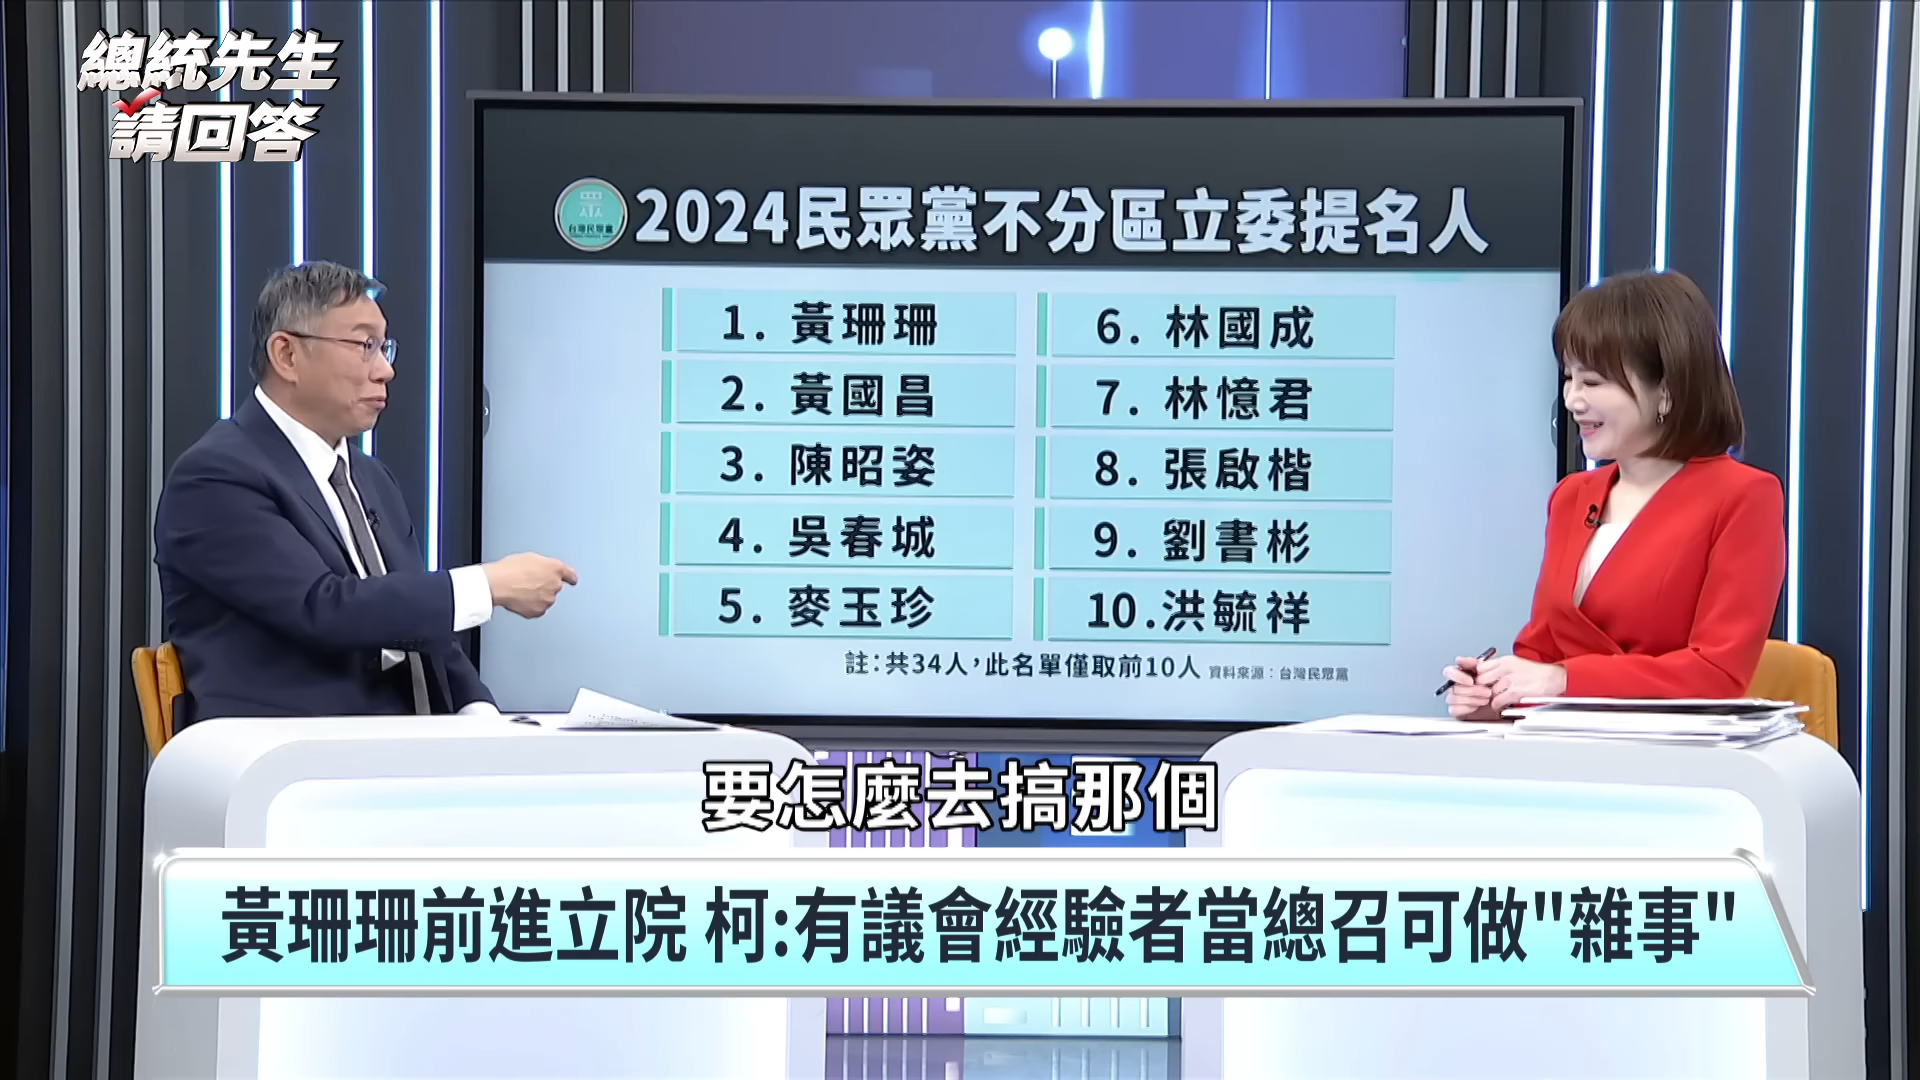 總統先生
請回答
台灣民眾黨
2024民眾黨不分區立委提名人
1. 黃珊珊
2. 黃國昌
3. 陳昭姿
4. 吳春城
5. 麥玉珍
6. 林國成
7. 林憶君
8. 張啟楷
9. 劉書彬
10.洪毓祥
註：共34人，此名單僅取前10人 資料來源：台灣民眾黨
要怎麼去搞那個
黃珊珊前進立院 柯:有議會經驗者當總召可做"雜事"